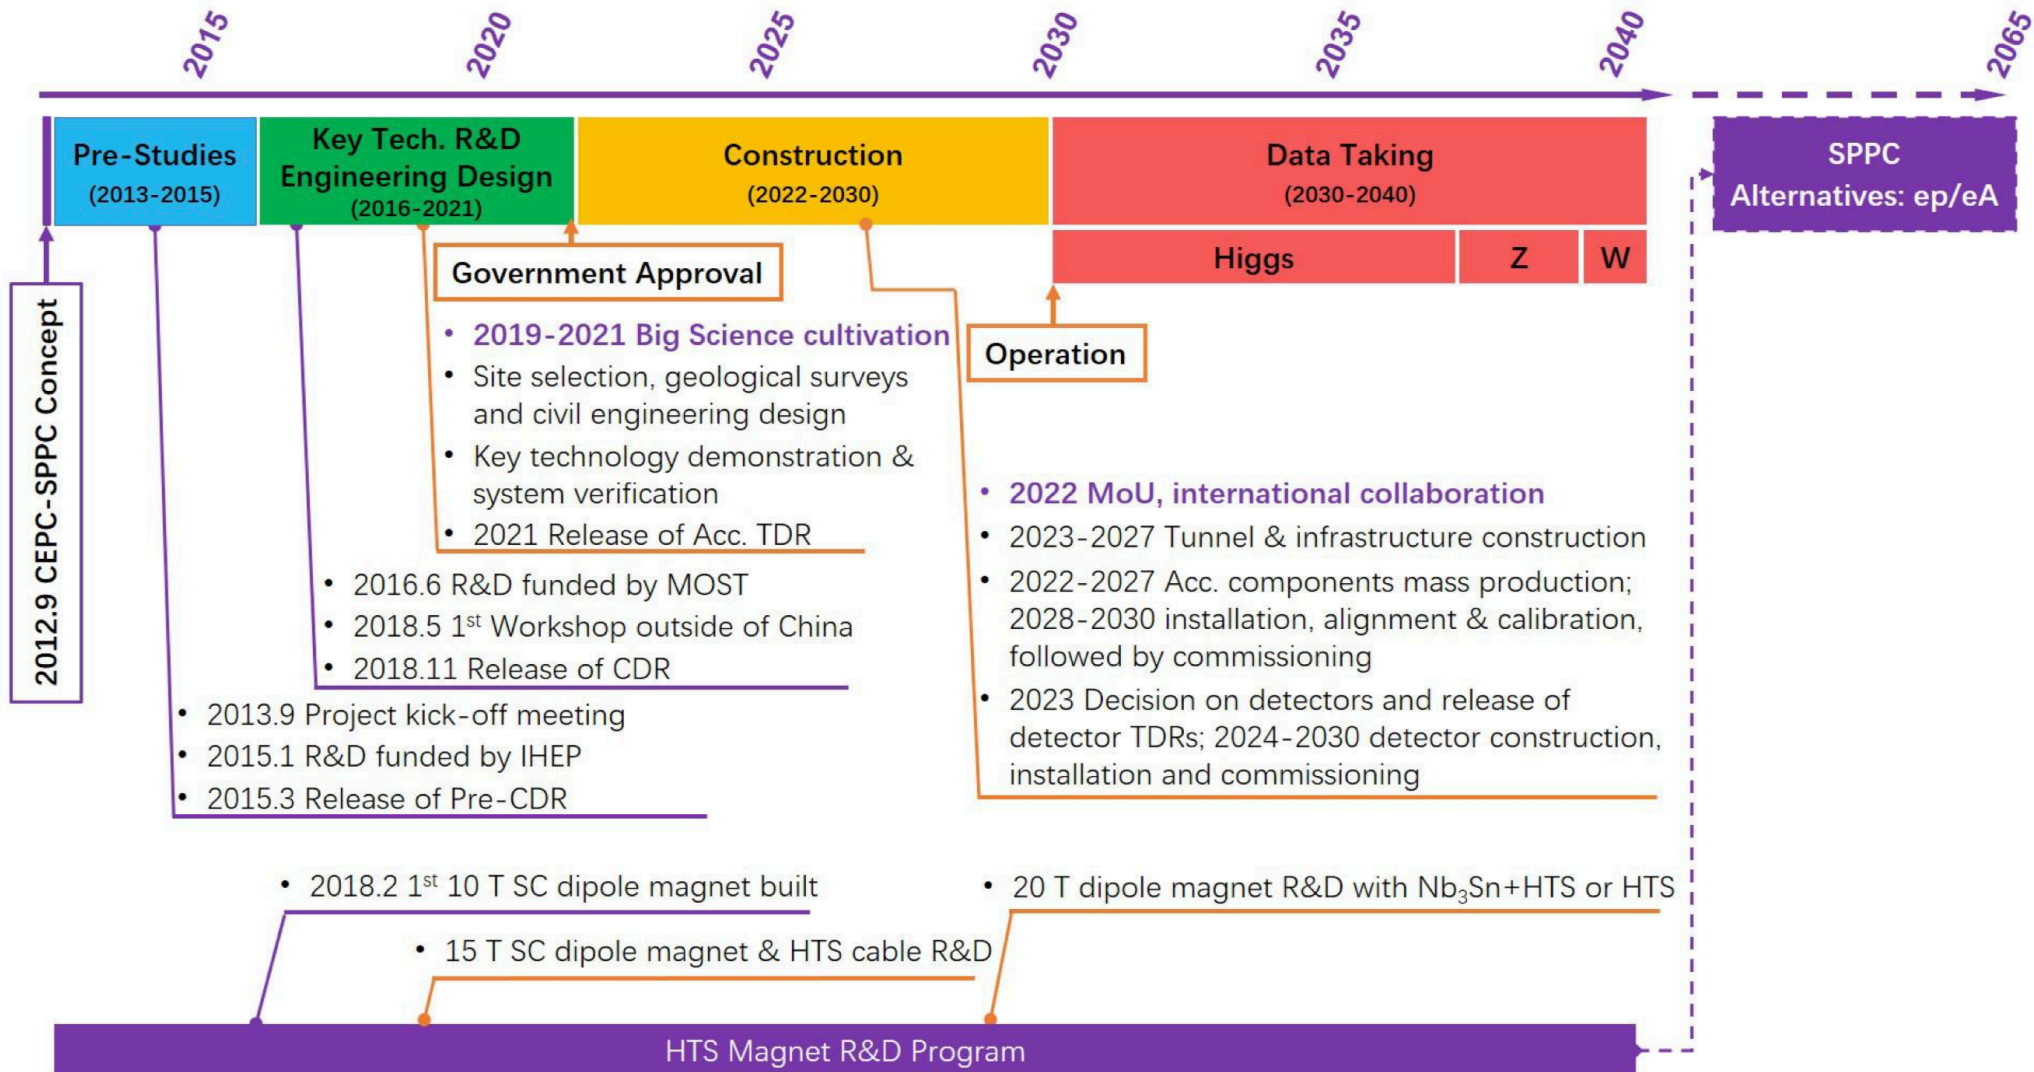 2015
2020
2025
2030
2035
2040
2065
Pre-Studies
(2013-2015)
Key Tech. R&D
Engineering Design
(2016-2021)
Construction
(2022-2030)
Data Taking
(2030-2040)
SPPC
Alternatives: ep/eA
Higgs
Z
W
2012.9 CEPC-SPPC Concept
Government Approval
Operation
• 2019-2021 Big Science cultivation
• Site selection, geological surveys
and civil engineering design
• Key technology demonstration &
system verification
• 2021 Release of Acc. TDR
• 2016.6 R&D funded by MOST
• 2018.5 1st Workshop outside of China
• 2018.11 Release of CDR
• 2013.9 Project kick-off meeting
• 2015.1 R&D funded by IHEP
• 2015.3 Release of Pre-CDR
• 2022 MoU, international collaboration
• 2023-2027 Tunnel & infrastructure construction
• 2022-2027 Acc. components mass production;
2028-2030 installation, alignment & calibration,
followed by commissioning
• 2023 Decision on detectors and release of
detector TDRs; 2024-2030 detector construction,
installation and commissioning
• 2018.2 1st 10 T SC dipole magnet built
• 15 T SC dipole magnet & HTS cable R&D
• 20 T dipole magnet R&D with Nb₃Sn+HTS or HTS
HTS Magnet R&D Program